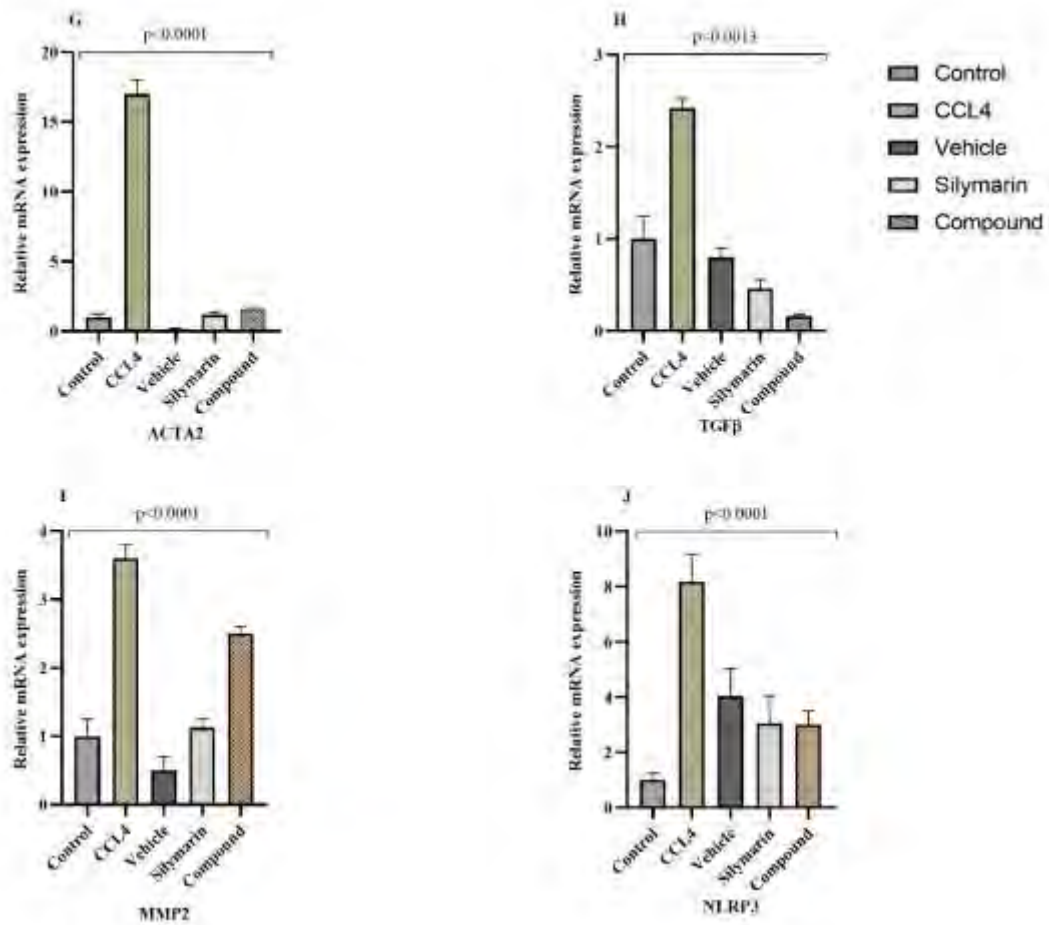 G
p<0.0001
Relative mRNA expression
20
15
10
5
0
Control
CCL4
Vehicle
Silymarin
Compound
ACTA2
H
p<0.0013
Relative mRNA expression
3
2
1
0
Control
CCL4
Vehicle
Silymarin
Compound
TGFβ
Control
CCL4
Vehicle
Silymarin
Compound
I
p<0.0001
Relative mRNA expression
4
3
2
1
0
Control
CCL4
Vehicle
Silymarin
Compound
MMP2
J
p<0.0001
Relative mRNA expression
10
8
6
4
2
0
Control
CCL4
Vehicle
Silymarin
Compound
NLRP3